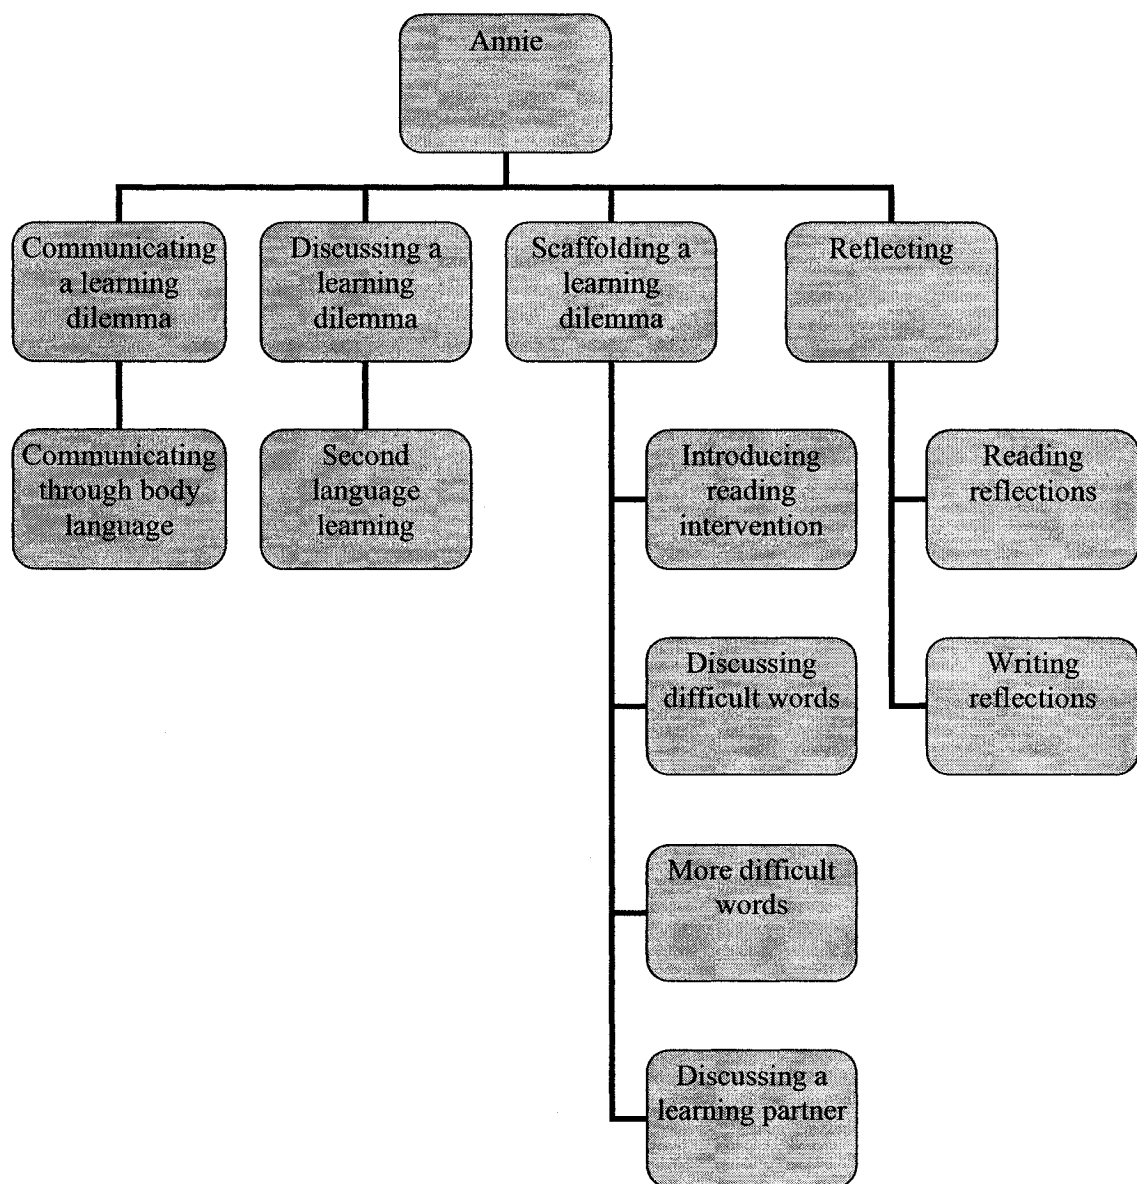 Annie
Communicating
a learning
dilemma
Discussing a
learning
dilemma
Scaffolding a
learning
dilemma
Reflecting
Communicating
through body
language
Second
language
learning
Introducing
reading
intervention
Reading
reflections
Discussing
difficult words
Writing
reflections
More difficult
words
Discussing a
learning partner